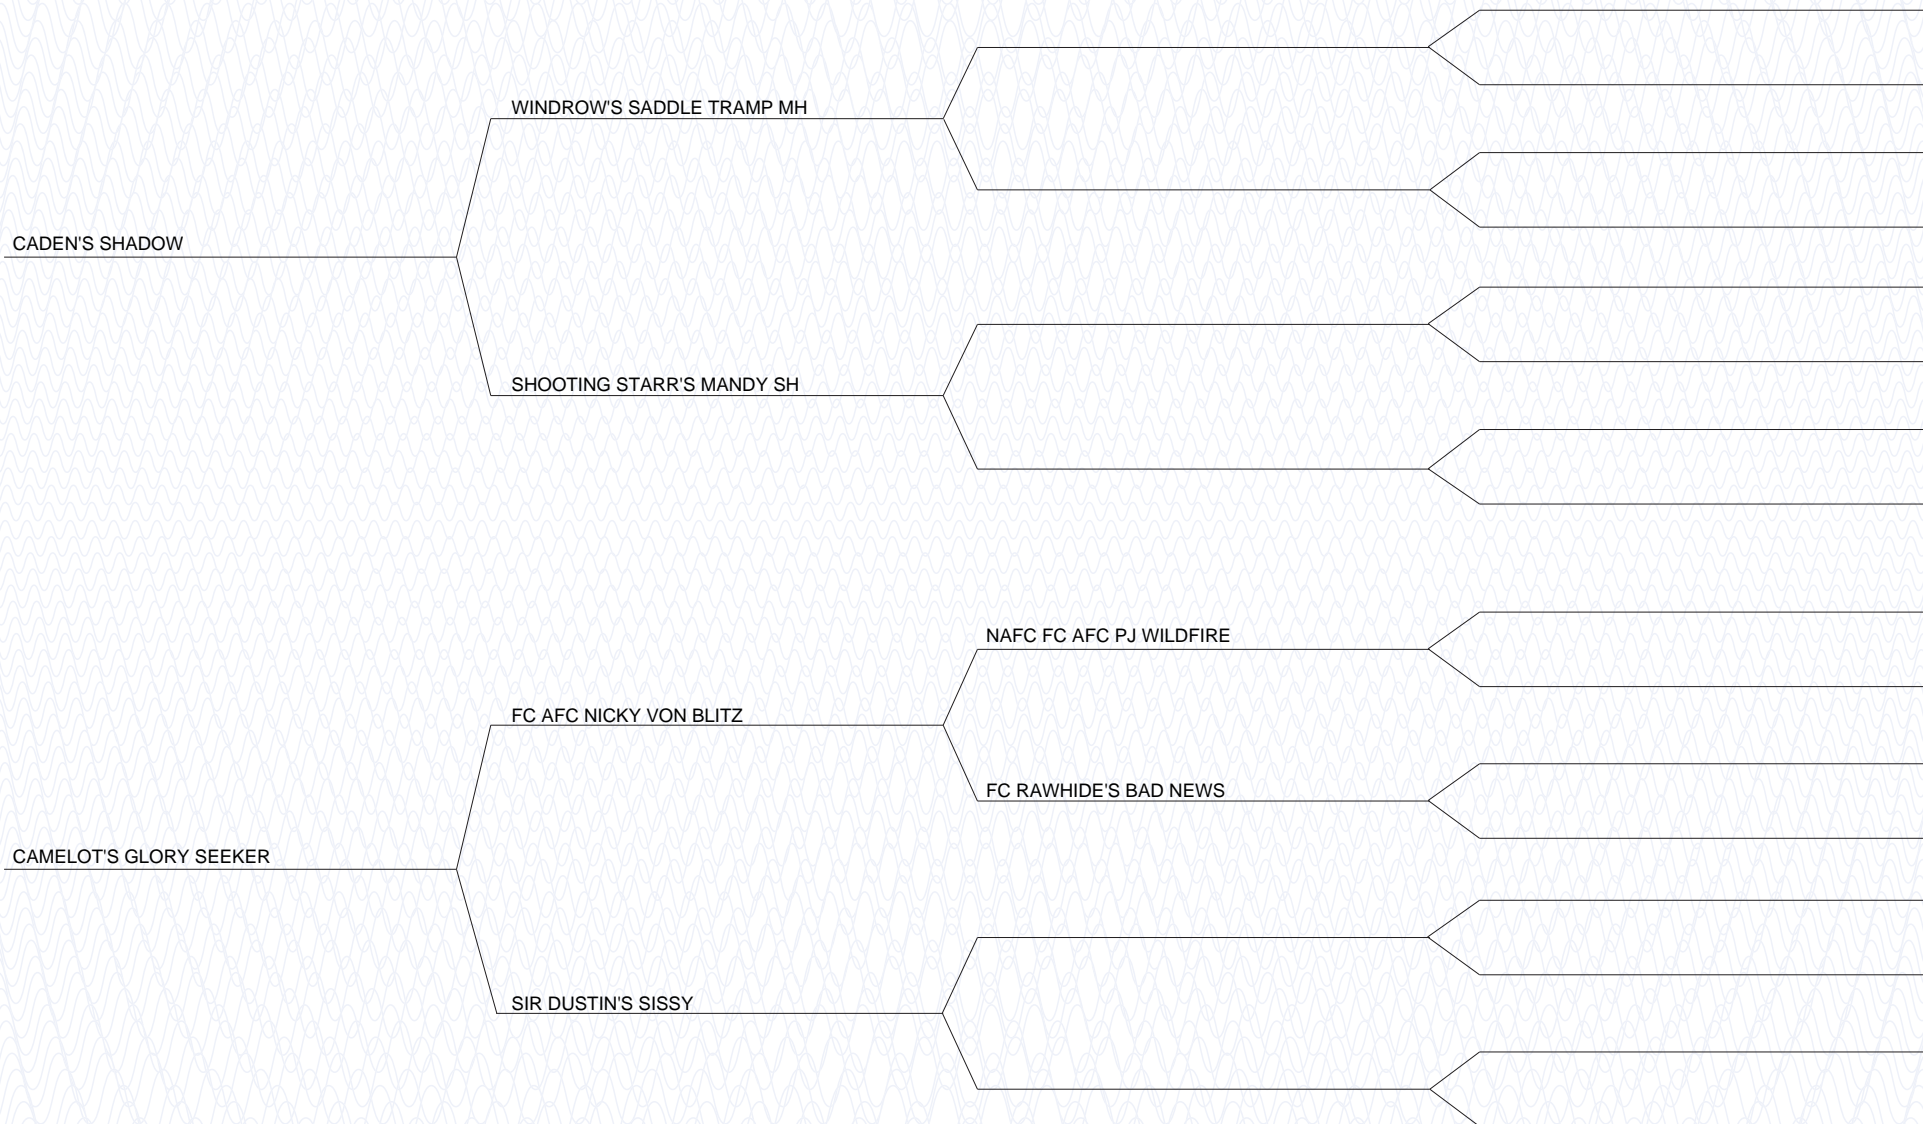 WINDROW'S SADDLE TRAMP MH
CADEN'S SHADOW
SHOOTING STARR'S MANDY SH
NAFC FC AFC PJ WILDFIRE
FC AFC NICKY VON BLITZ
FC RAWHIDE'S BAD NEWS
CAMELOT'S GLORY SEEKER
SIR DUSTIN'S SISSY